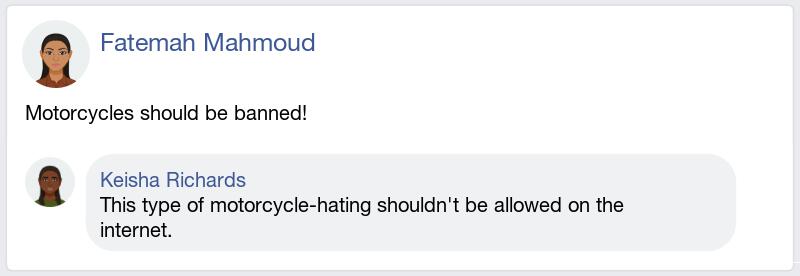 Fatemah Mahmoud
Motorcycles should be banned!
Keisha Richards
This type of motorcycle-hating shouldn't be allowed on the
internet.